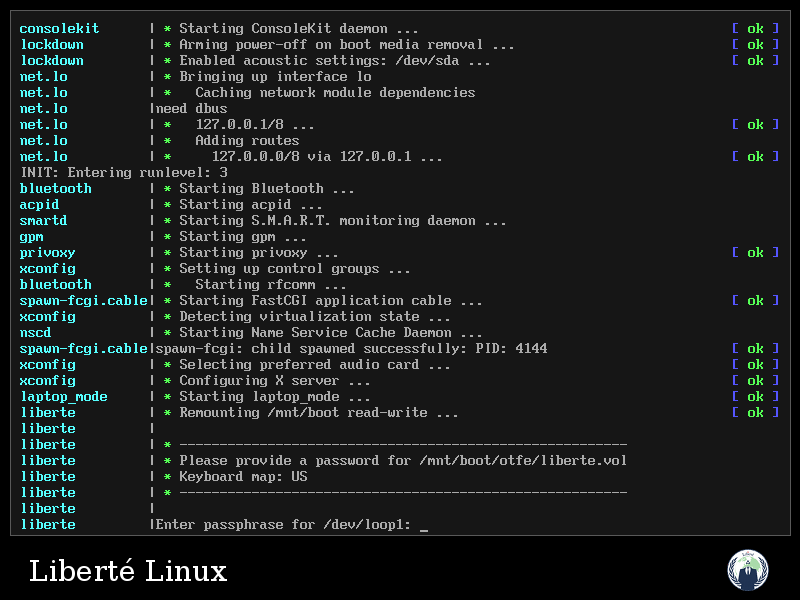 consolekit | * Starting ConsoleKit daemon ... [ ok ]
lockdown | * Arming power-off on boot media removal ... [ ok ]
lockdown | * Enabled acoustic settings: /dev/sda ... [ ok ]
net.lo | * Bringing up interface lo
net.lo | *   Caching network module dependencies
net.lo |need dbus
net.lo | *   127.0.0.1/8 ... [ ok ]
net.lo | *   Adding routes
net.lo | *     127.0.0.0/8 via 127.0.0.1 ... [ ok ]
INIT: Entering runlevel: 3
bluetooth | * Starting Bluetooth ...
acpid | * Starting acpid ...
smartd | * Starting S.M.A.R.T. monitoring daemon ...
gpm | * Starting gpm ...
privoxy | * Starting privoxy ... [ ok ]
xconfig | * Setting up control groups ...
bluetooth | *   Starting rfcomm ...
spawn-fcgi.cable| * Starting FastCGI application cable ... [ ok ]
xconfig | * Detecting virtualization state ...
nscd | * Starting Name Service Cache Daemon ...
spawn-fcgi.cable|spawn-fcgi: child spawned successfully: PID: 4144 [ ok ]
xconfig | * Selecting preferred audio card ... [ ok ]
xconfig | * Configuring X server ... [ ok ]
laptop_mode | * Starting laptop_mode ... [ ok ]
liberte | * Remounting /mnt/boot read-write ... [ ok ]
liberte |
liberte | * --------------------------------------------------------
liberte | * Please provide a password for /mnt/boot/otfe/liberte.vol
liberte | * Keyboard map: US
liberte | * --------------------------------------------------------
liberte |
liberte |Enter passphrase for /dev/loop1: _
Liberté Linux